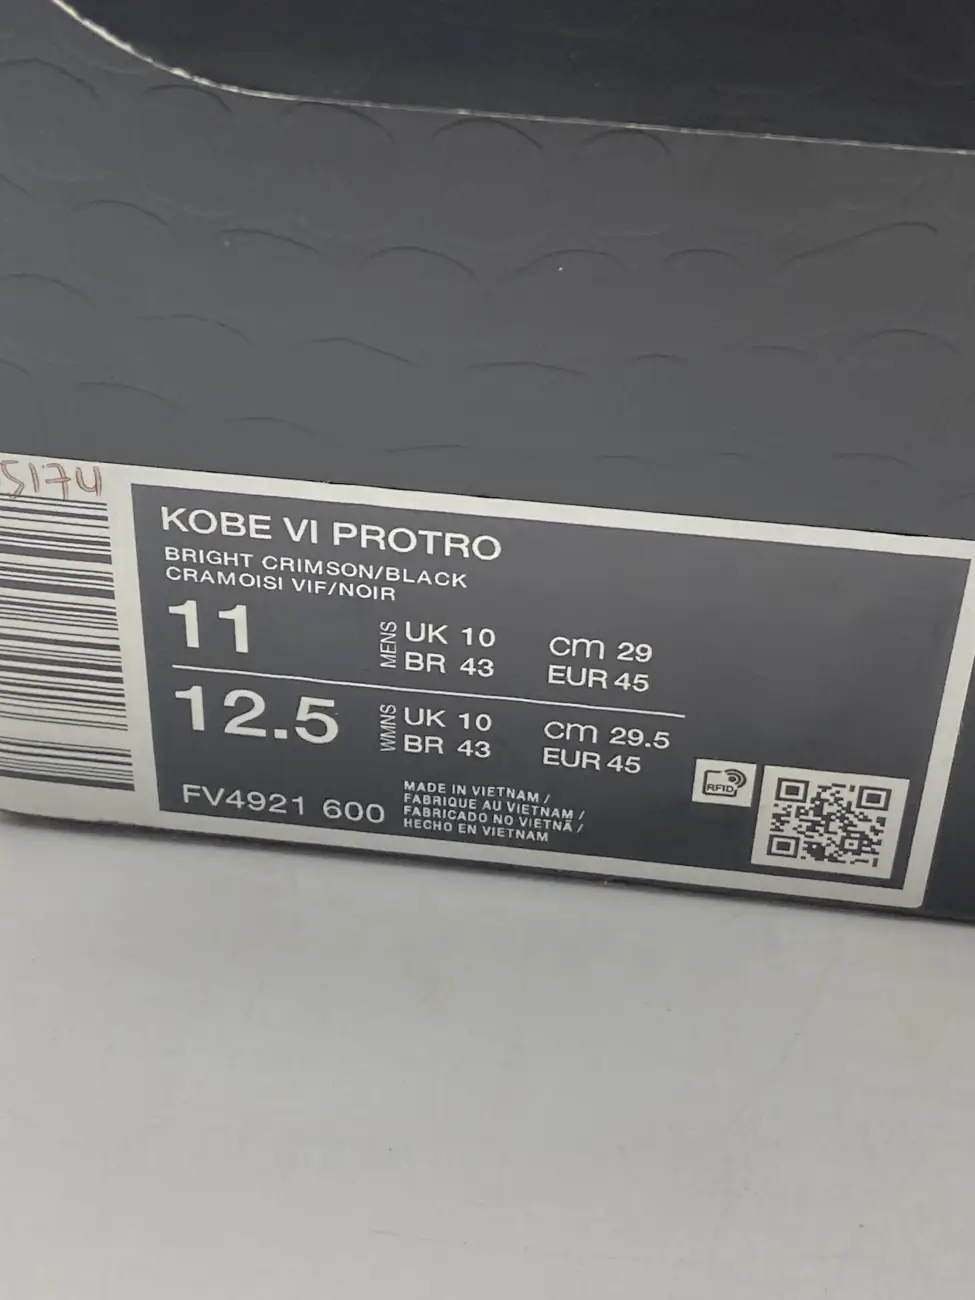 5174
KOBE VI PROTRO
BRIGHT CRIMSON/BLACK
CRAMOISI VIF/NOIR
11
MENS
UK 10
BR 43
cm 29
EUR 45
12.5
WMNS
UK 10
BR 43
cm 29.5
EUR 45
FV4921 600
MADE IN VIETNAM /
FABRIQUE AU VIETNAM /
FABRICADO NO VIETNÃ /
HECHO EN VIETNAM
RFID